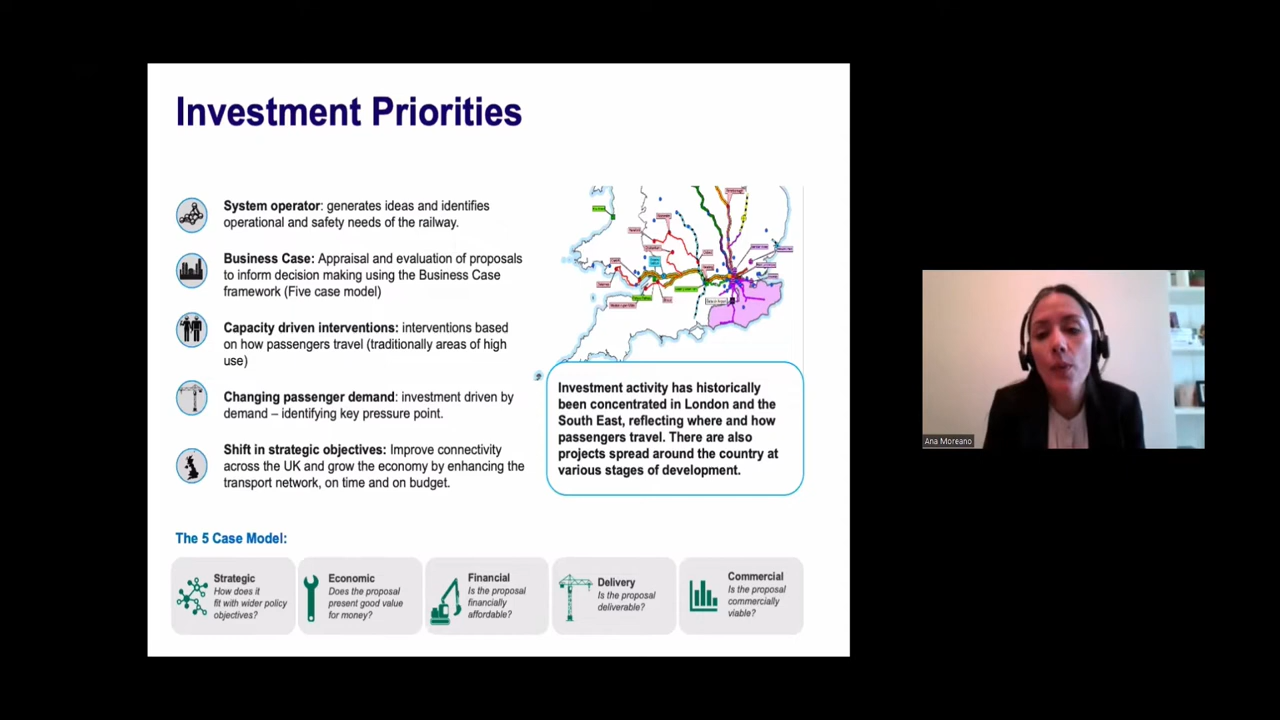 Investment Priorities
System operator: generates ideas and identifies
operational and safety needs of the railway.
Business Case: Appraisal and evaluation of proposals
to inform decision making using the Business Case
framework (Five case model)
Capacity driven interventions: interventions based
on how passengers travel (traditionally areas of high
use)
Changing passenger demand: investment driven by
demand – identifying key pressure point.
Shift in strategic objectives: Improve connectivity
across the UK and grow the economy by enhancing the
transport network, on time and on budget.
Investment activity has historically
been concentrated in London and the
South East, reflecting where and how
passengers travel. There are also
projects spread around the country at
various stages of development.
The 5 Case Model:
Strategic
How does it
fit with wider policy
objectives?
Economic
Does the proposal
present good value
for money?
Financial
Is the proposal
financially
affordable?
Delivery
Is the proposal
deliverable?
Commercial
Is the proposal
commercially
viable?
Ana Moreano